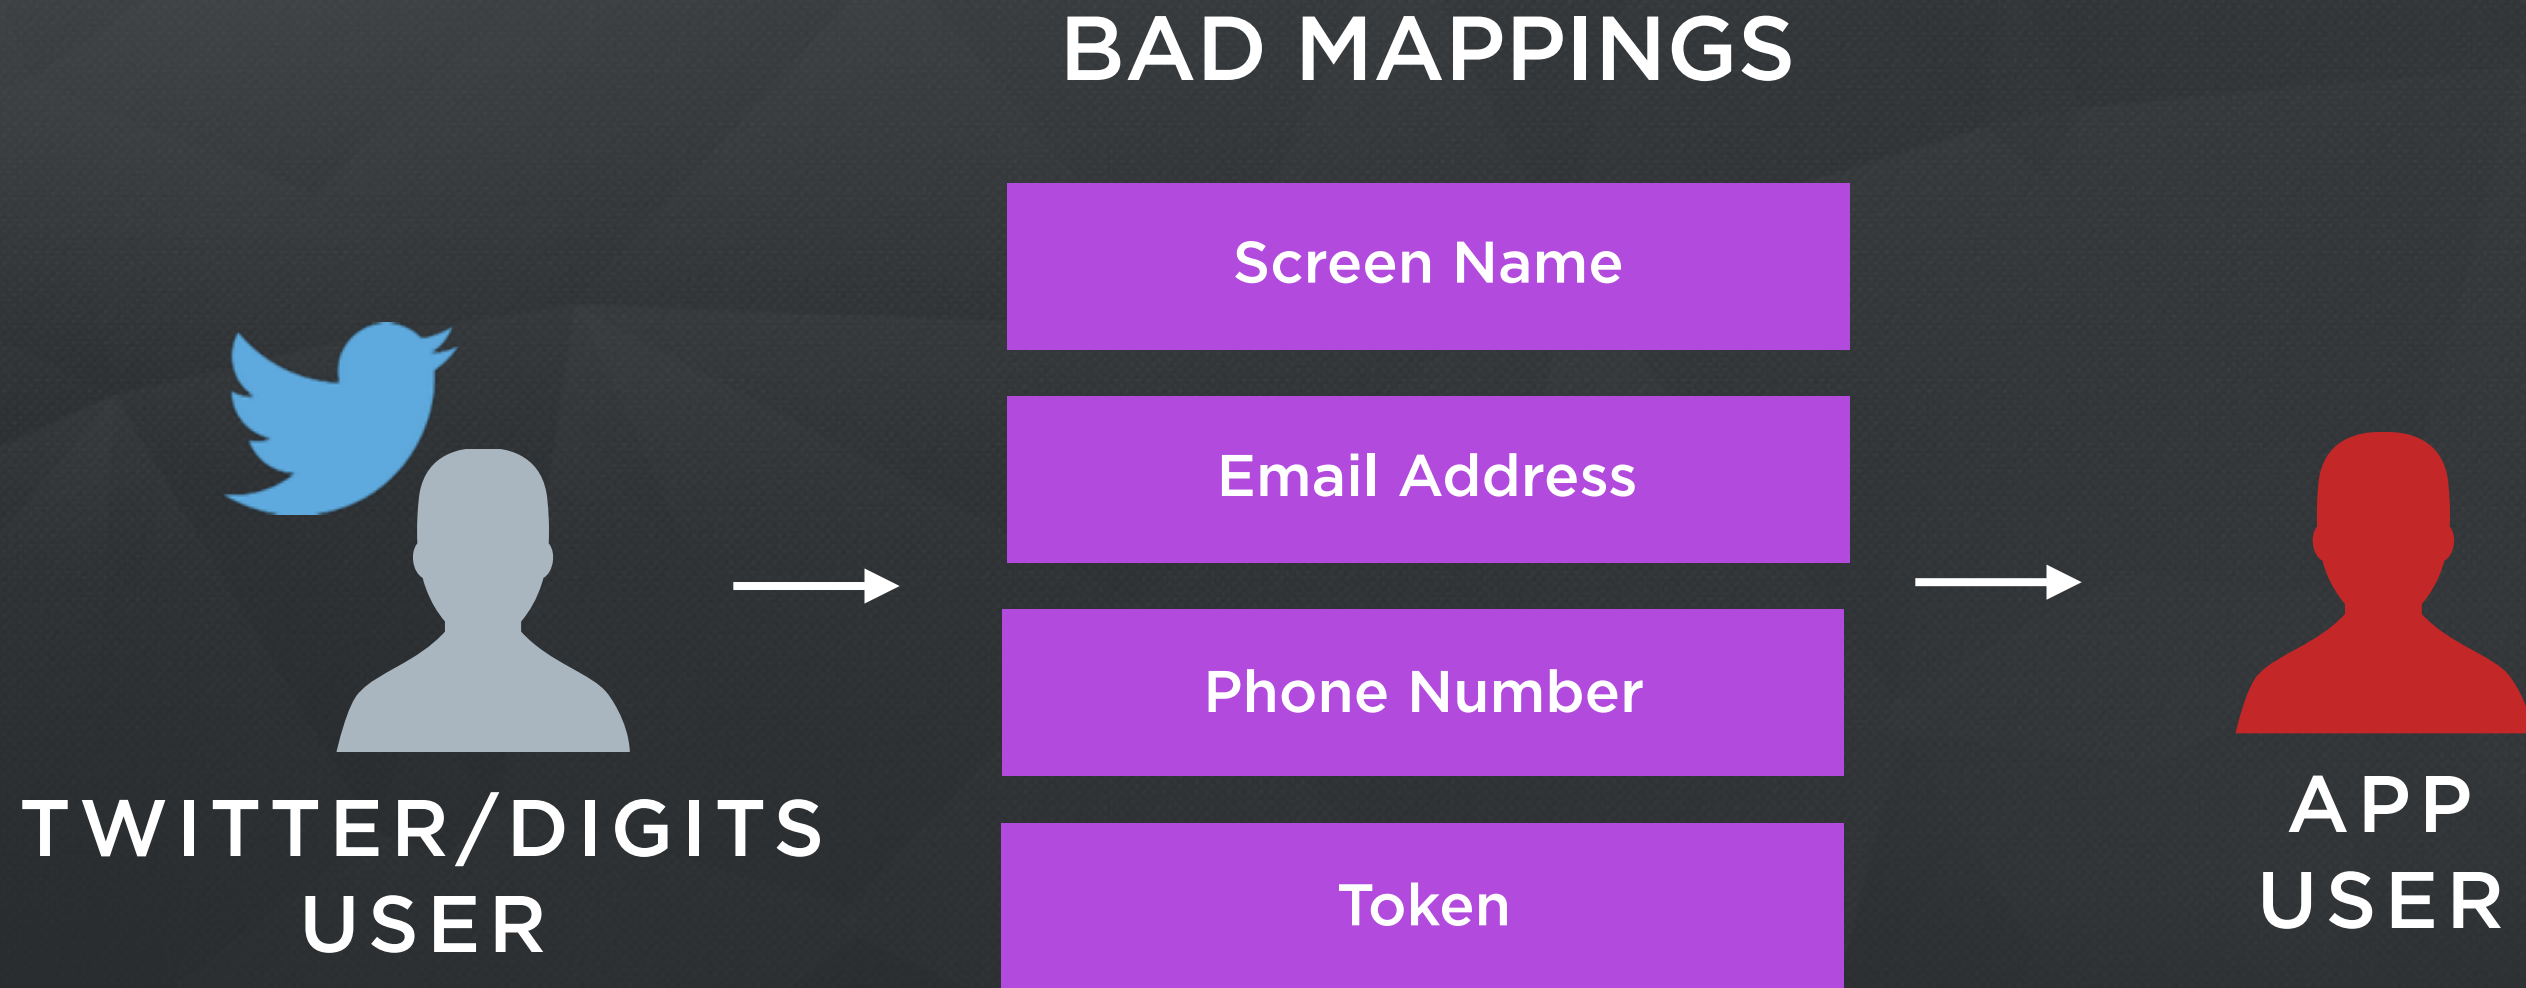 BAD MAPPINGS
Screen Name
Email Address
Phone Number
Token
TWITTER/DIGITS
USER
APP
USER